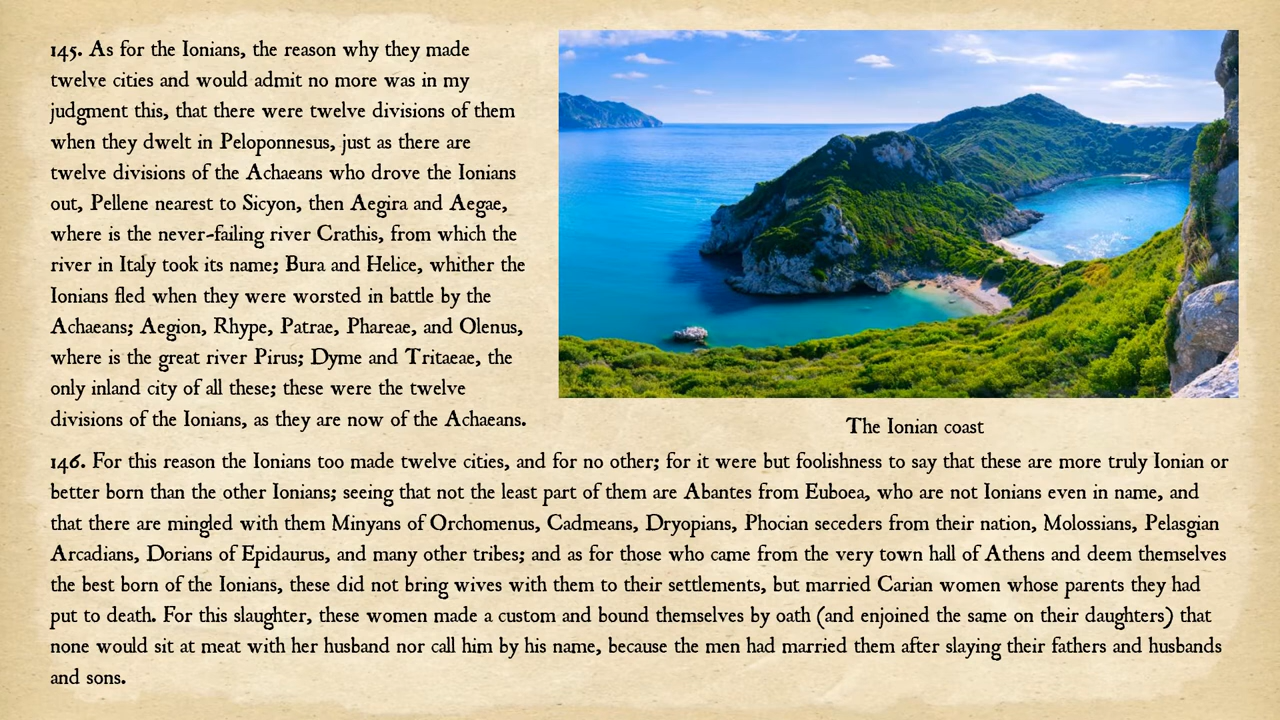 145. As for the Ionians, the reason why they made
twelve cities and would admit no more was in my
judgment this, that there were twelve divisions of them
when they dwelt in Peloponnesus, just as there are
twelve divisions of the Achaeans who drove the Ionians
out, Pellene nearest to Sicyon, then Aegira and Aegae,
where is the never-failing river Crathis, from which the
river in Italy took its name; Bura and Helice, whither the
Ionians fled when they were worsted in battle by the
Achaeans; Aegion, Rhype, Patrae, Phareae, and Olenus,
where is the great river Pirus; Dyme and Tritaeae, the
only inland city of all these; these were the twelve
divisions of the Ionians, as they are now of the Achaeans.
The Ionian coast
146. For this reason the Ionians too made twelve cities, and for no other; for it were but foolishness to say that these are more truly Ionian or
better born than the other Ionians; seeing that not the least part of them are Abantes from Euboea, who are not Ionians even in name, and
that there are mingled with them Minyans of Orchomenus, Cadmeans, Dryopians, Phocian seceders from their nation, Molossians, Pelasgian
Arcadians, Dorians of Epidaurus, and many other tribes; and as for those who came from the very town hall of Athens and deem themselves
the best born of the Ionians, these did not bring wives with them to their settlements, but married Carian women whose parents they had
put to death. For this slaughter, these women made a custom and bound themselves by oath (and enjoined the same on their daughters) that
none would sit at meat with her husband nor call him by his name, because the men had married them after slaying their fathers and husbands
and sons.